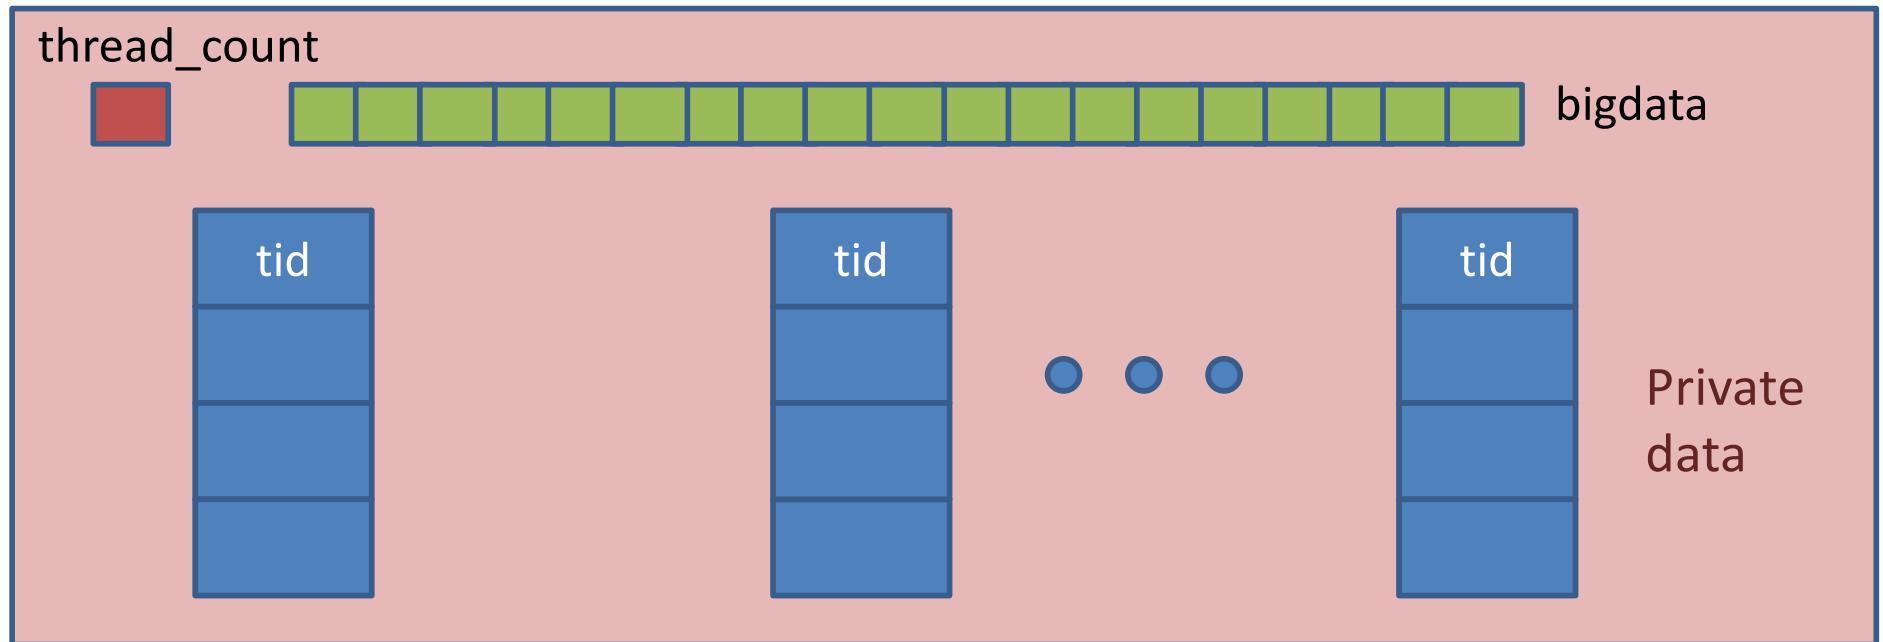 thread_count
bigdata
tid
tid
tid
Private
data